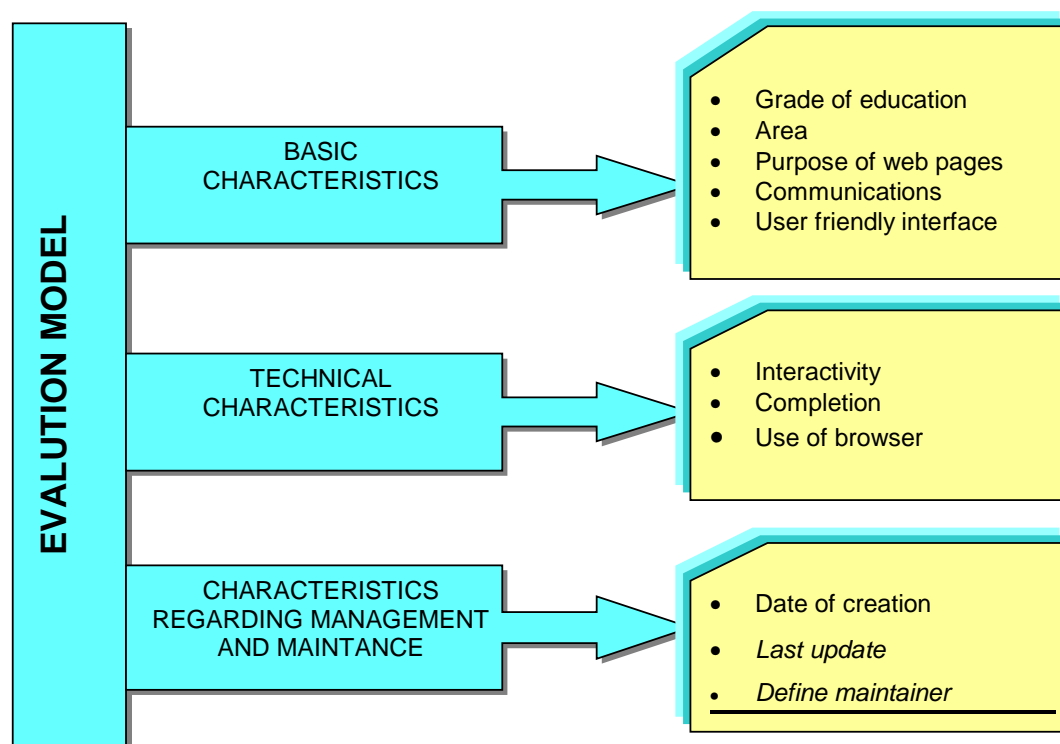 EVALUTION MODEL
BASIC
CHARACTERISTICS
• Grade of education
• Area
• Purpose of web pages
• Communications
• User friendly interface
TECHNICAL
CHARACTERISTICS
• Interactivity
• Completion
• Use of browser
CHARACTERISTICS
REGARDING MANAGEMENT
AND MAINTANCE
• Date of creation
• Last update
• Define maintainer